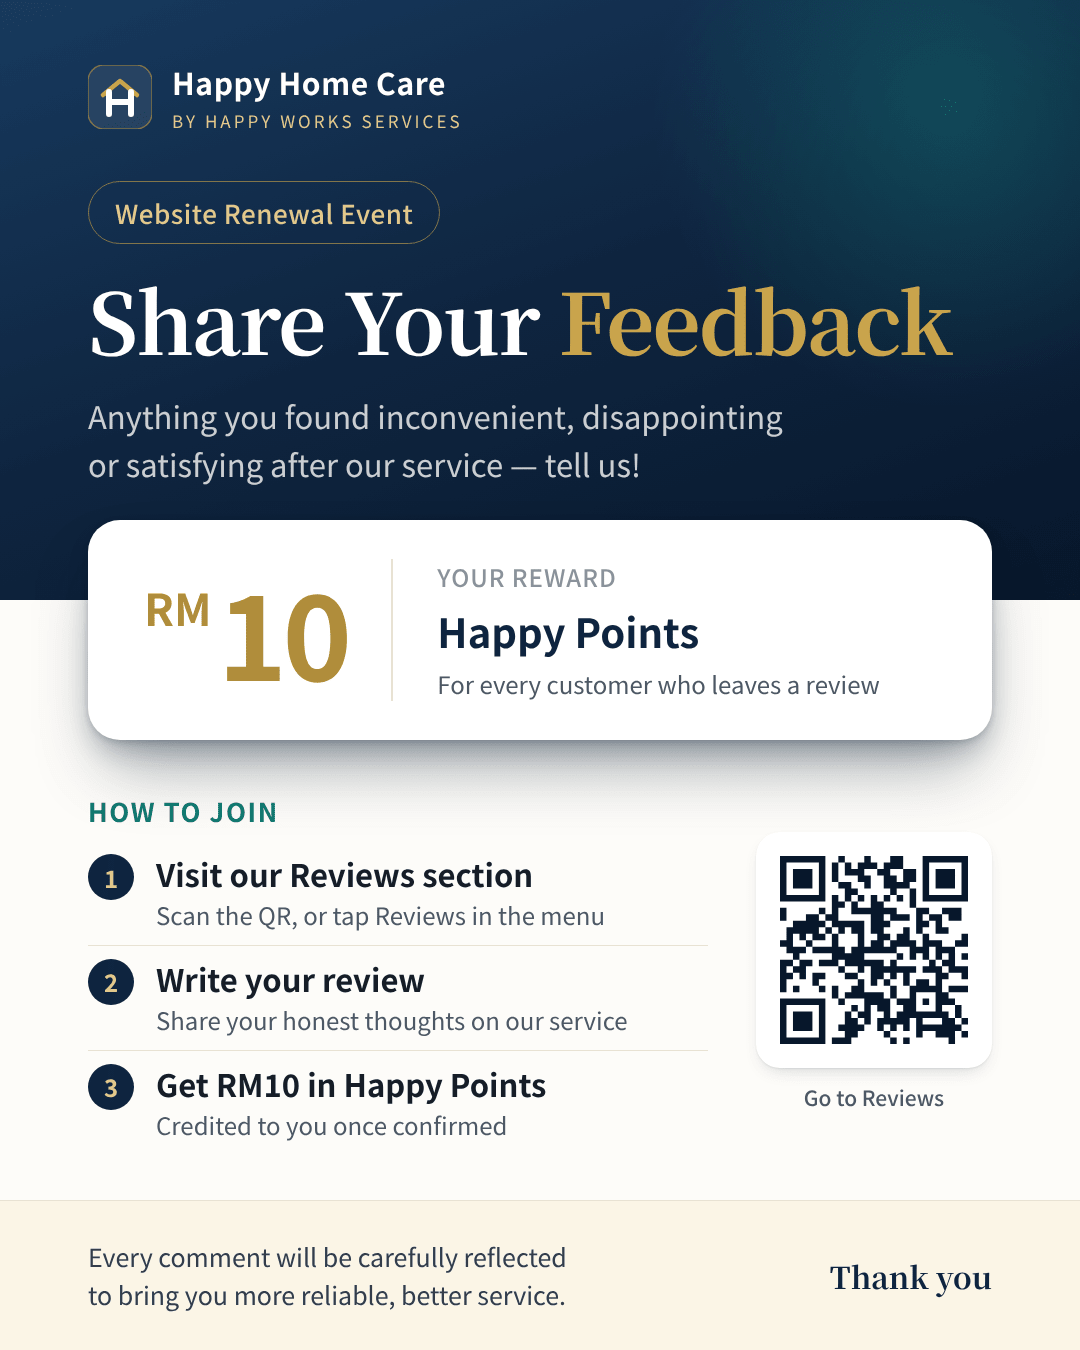 Happy Home Care
BY HAPPY WORKS SERVICES
Website Renewal Event
Share Your Feedback
Anything you found inconvenient, disappointing
or satisfying after our service — tell us!
RM10
YOUR REWARD
Happy Points
For every customer who leaves a review
HOW TO JOIN
1 Visit our Reviews section
Scan the QR, or tap Reviews in the menu
2 Write your review
Share your honest thoughts on our service
3 Get RM10 in Happy Points
Credited to you once confirmed
Go to Reviews
Every comment will be carefully reflected
to bring you more reliable, better service.
Thank you